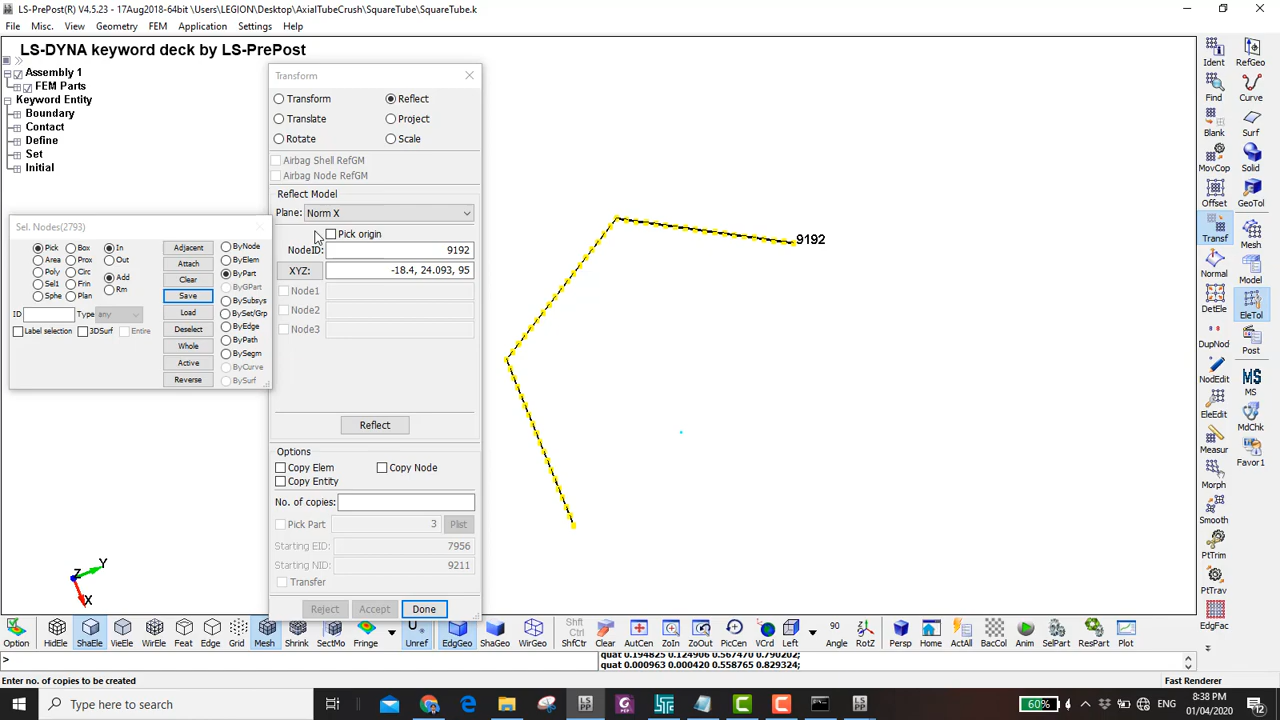 LS-PrePost(R) V4.5.23 - 17Aug2018-64bit \Users\LEGION\Desktop\AxialTubeCrush\SquareTube\SquareTube.k
File Misc. View Geometry FEM Application Settings Help
LS-DYNA keyword deck by LS-PrePost
Assembly 1
FEM Parts
Keyword Entity
Boundary
Contact
Define
Set
Initial
Sel. Nodes(2793)
Pick Box In
Area Prox Out
Poly Circ
Sel1 Frin Add
Sphe Plan Rm
ID Type any
Label selection 3DSurf Entire
Adjacent
Attach
Clear
Save
Load
Deselect
Whole
Active
Reverse
ByNode
ByElem
ByPart
ByGPart
BySubsys
BySet/Grp
ByEdge
ByPath
BySegm
ByCurve
BySurf
Transform
Transform Reflect
Translate Project
Rotate Scale
Airbag Shell RefGM
Airbag Node RefGM
Reflect Model
Plane: Norm X
Pick origin
NodeID: 9192
XYZ: -18.4, 24.093, 95
Node1
Node2
Node3
Reflect
Options
Copy Elem Copy Node
Copy Entity
No. of copies:
Pick Part 3 Plst
Starting EID: 7956
Starting NID: 9211
Transfer
Reject Accept Done
9192
Z Y
X
Ident RefGeo
Find Curve
Blank Surf
MovCop Solid
Offset GeoTol
Transf Mesh
Normal Model
DetEle EleTol
DupNod Post
NodEdit MS
EleEdit MdChk
Measur Favor1
Morph
Smooth
PtTrim
PtTrav
EdgFac
Option HidEle ShaEle VieEle WirEle Feat Edge Grid Mesh Shrink SectMo Fringe Unref EdgGeo ShaGeo WirGeo Shft Ctrl ShfCtr Clear AutCen ZoIn ZoOut PiCen VCrd Left 90 Angle RotZ Persp Home ActAll BacCol Anim SelPart ResPart Plot
>
quat 0.194825 0.124906 0.567470 0.790202;
quat 0.000963 0.000420 0.558765 0.829324;
Enter no. of copies to be created Fast Renderer
Type here to search
60%
8:38 PM
01/04/2020